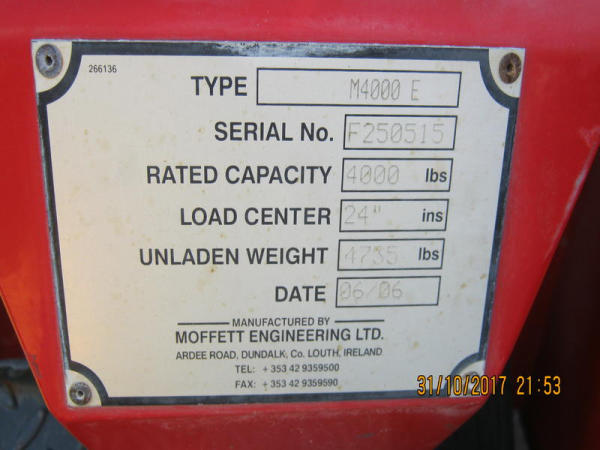 266136
TYPE M4000 E
SERIAL No. F250515
RATED CAPACITY 4000 lbs
LOAD CENTER 24" ins
UNLADEN WEIGHT 4735 lbs
DATE 06/06
MANUFACTURED BY
MOFFETT ENGINEERING LTD.
ARDEE ROAD, DUNDALK, Co. LOUTH, IRELAND
TEL: + 353 42 9359500
FAX: + 353 42 9359590
31/10/2017 21:53